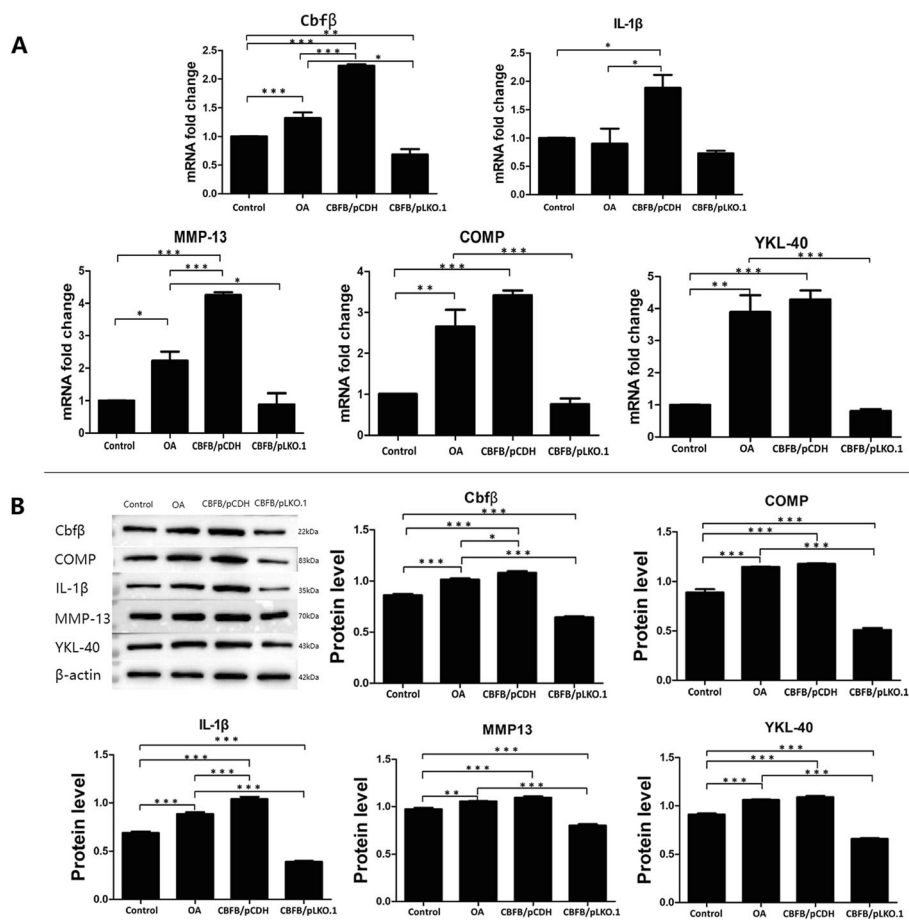 A
Cbfβ
**
***
***
*
***
mRNA fold change
2.5
2.0
1.5
1.0
0.5
0.0
Control OA CBFB/pCDH CBFB/pLKO.1
IL-1β
*
*
mRNA fold change
2.5
2.0
1.5
1.0
0.5
0.0
Control OA CBFB/pCDH CBFB/pLKO.1
MMP-13
***
***
*
*
mRNA fold change
5
4
3
2
1
0
Control OA CBFB/pCDH CBFB/pLKO.1
COMP
***
***
**
mRNA fold change
4
3
2
1
0
Control OA CBFB/pCDH CBFB/pLKO.1
YKL-40
***
***
**
mRNA fold change
6
4
2
0
Control OA CBFB/pCDH CBFB/pLKO.1
B
Control OA CBFB/pCDH CBFB/pLKO.1
Cbfβ 22kDa
COMP 83kDa
IL-1β 35kDa
MMP-13 70kDa
YKL-40 43kDa
β-actin 42kDa
Cbfβ
***
***
*
***
***
Protein level
1.5
1.0
0.5
0.0
Control OA CBFB/pCDH CBFB/pLKO.1
COMP
***
***
***
***
Protein level
1.5
1.0
0.5
0.0
Control OA CBFB/pCDH CBFB/pLKO.1
IL-1β
***
***
***
***
***
Protein level
1.5
1.0
0.5
0.0
Control OA CBFB/pCDH CBFB/pLKO.1
MMP13
***
***
**
***
Protein level
1.5
1.0
0.5
0.0
Control OA CBFB/pCDH CBFB/pLKO.1
YKL-40
***
***
***
***
Protein level
1.5
1.0
0.5
0.0
Control OA CBFB/pCDH CBFB/pLKO.1